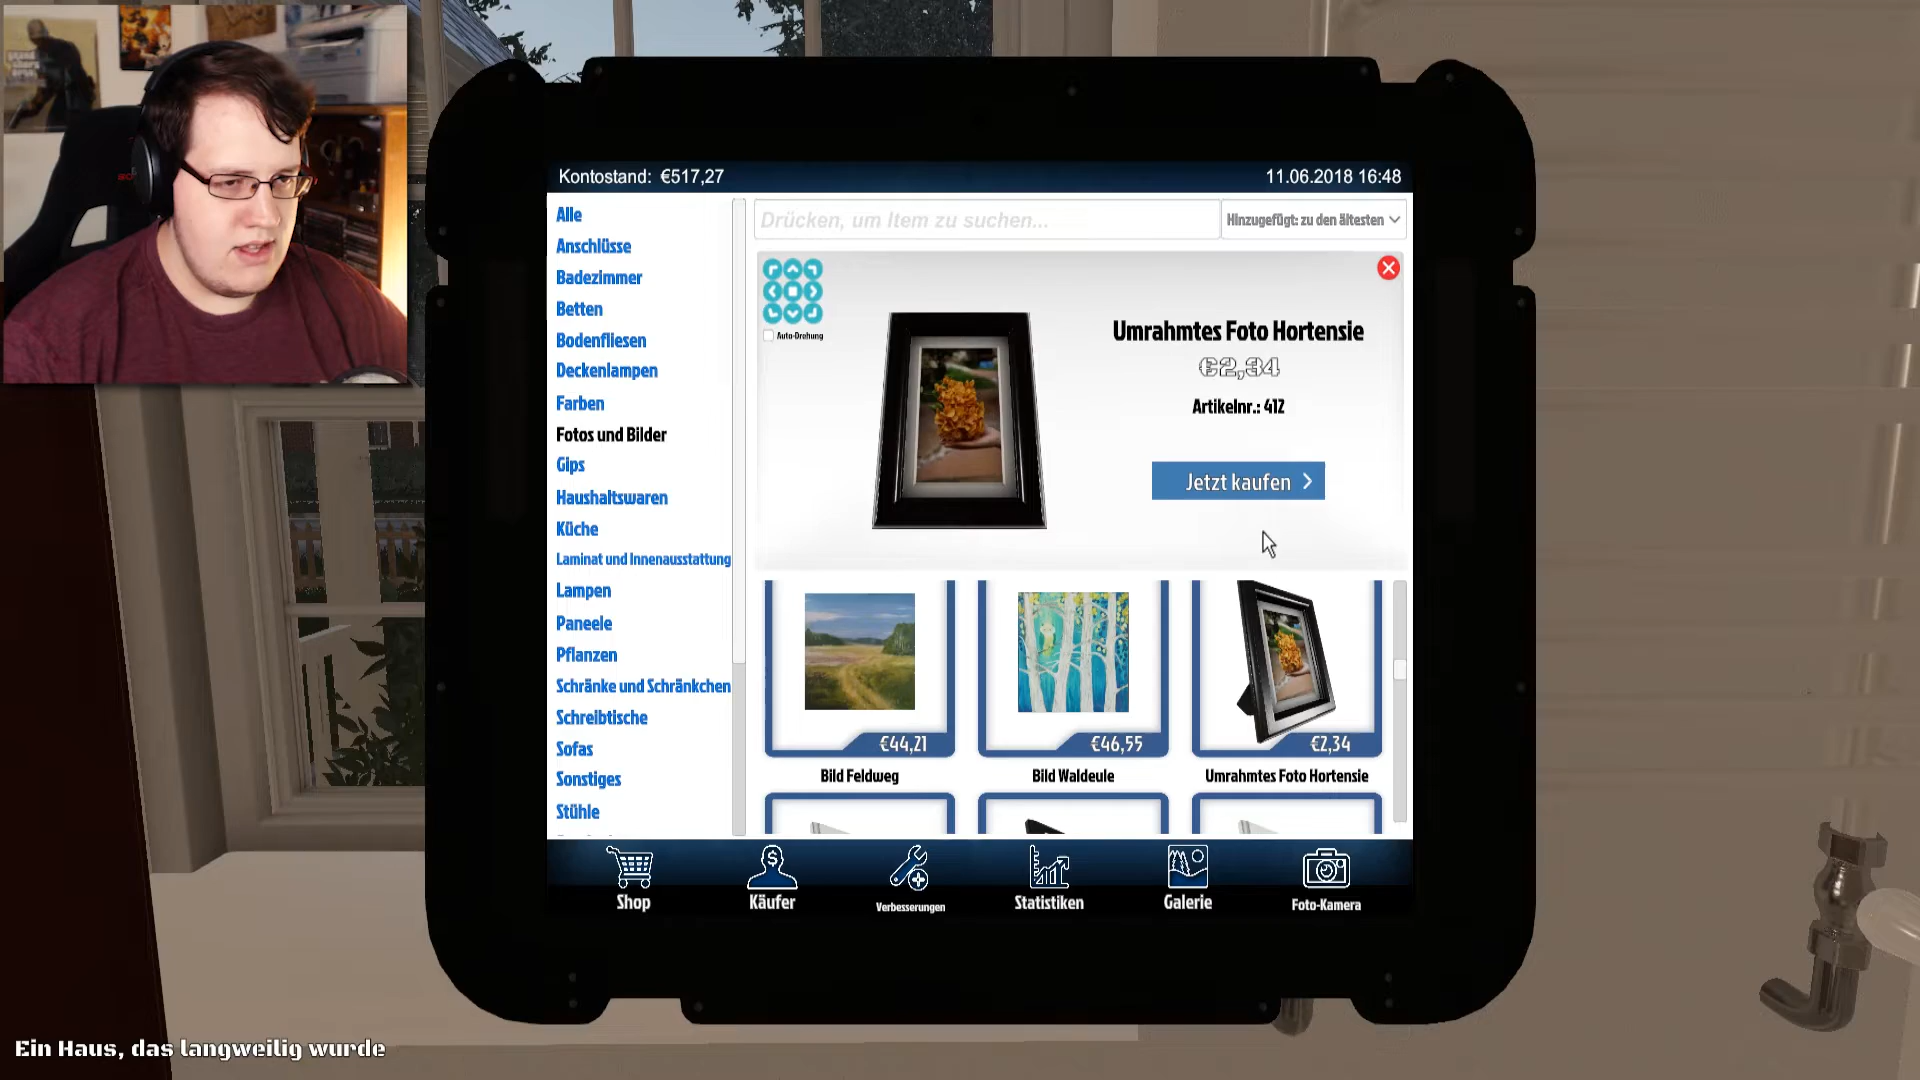 Kontostand: €517,27
11.06.2018 16:48
Alle
Anschlüsse
Badezimmer
Betten
Bodenfliesen
Deckenlampen
Farben
Fotos und Bilder
Gips
Haushaltswaren
Küche
Laminat und Innenausstattung
Lampen
Paneele
Pflanzen
Schränke und Schränkchen
Schreibtische
Sofas
Sonstiges
Stühle
Drücken, um Item zu suchen...
Hinzugefügt: zu den ältesten
Auto-Drehung
Umrahmtes Foto Hortensie
€2,34
Artikelnr.: 412
Jetzt kaufen
€44,21
€46,55
€2,34
Bild Feldweg
Bild Waldeule
Umrahmtes Foto Hortensie
Shop
Käufer
Verbesserungen
Statistiken
Galerie
Foto-Kamera
Ein Haus, das langweilig wurde